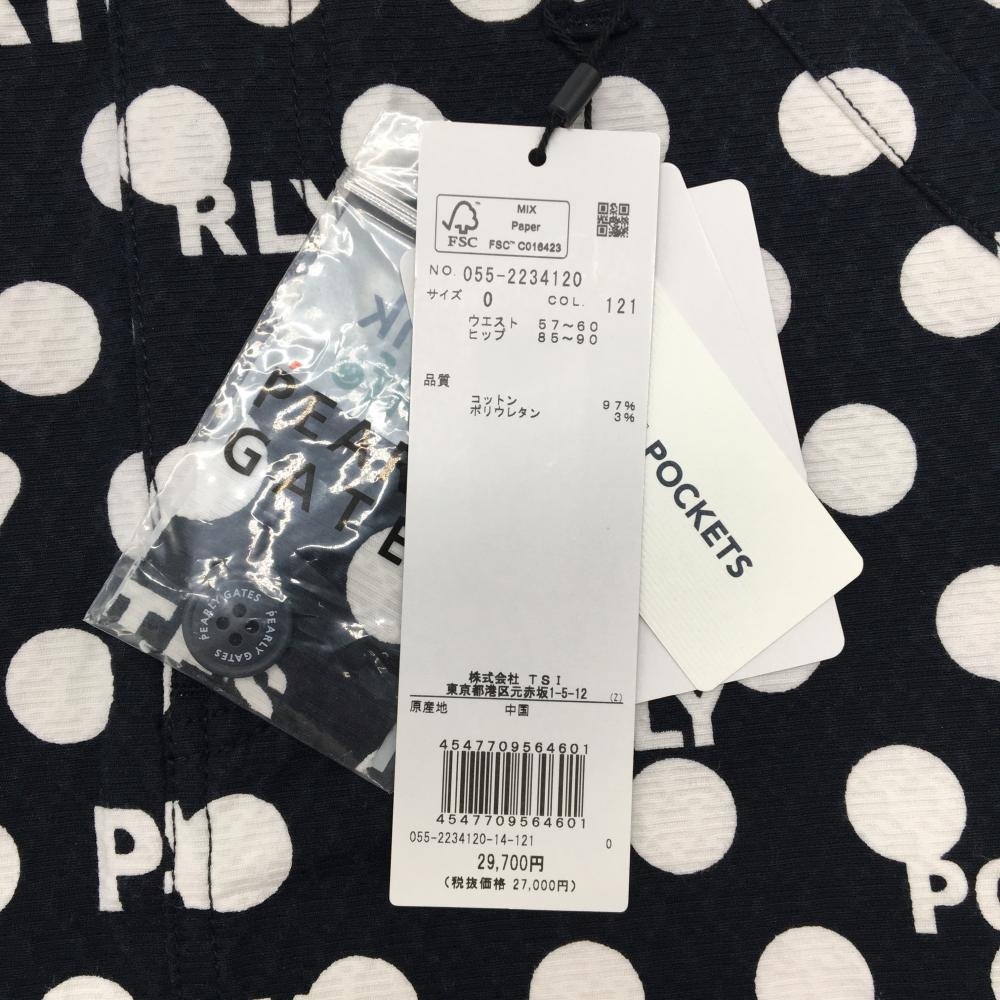 RLY
MIX
Paper
FSC
FSC™ C016423
NO. 055-2234120
サイズ 0 COL. 121
ウエスト 57～60
ヒップ 85～90
品質
コットン 97%
ポリウレタン 3%
株式会社 TSI
東京都港区元赤坂1-5-12 (Z)
原産地 中国
4547709564601
4547709564601
055-2234120-14-121 0
29,700円
(税抜価格 27,000円)
POCKETS
PEARLY GATES
PEARLY GATES
LY